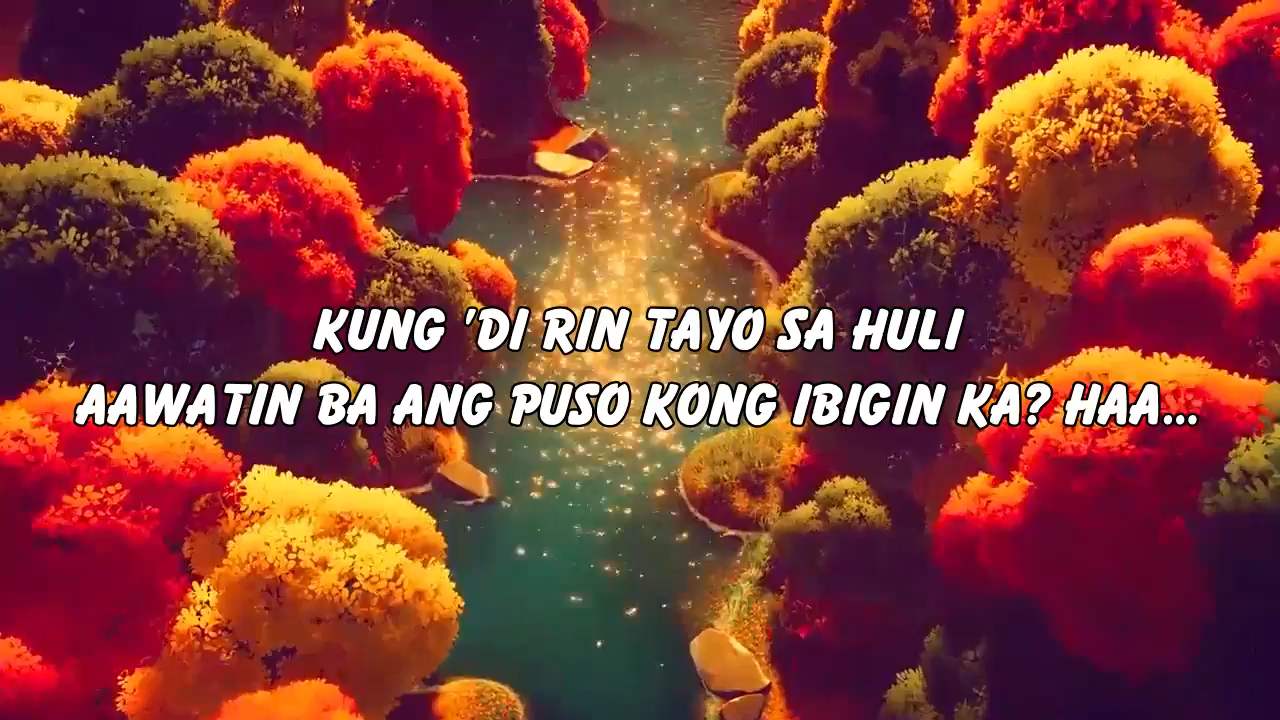 KUNG 'DI RIN TAYO SA HULI
AAWATIN BA ANG PUSO KONG IBIGIN KA? HAA...